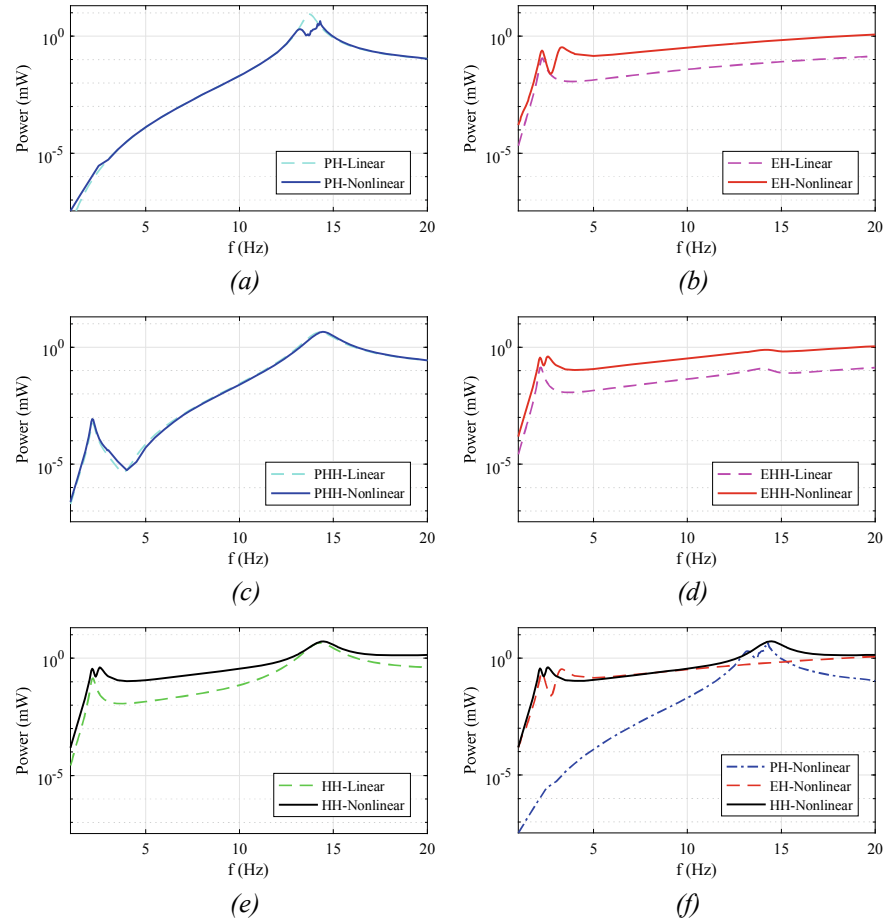 10^0
10^-5
Power (mW)
PH-Linear
PH-Nonlinear
5 10 15 20
f (Hz)
(a)
10^0
10^-5
Power (mW)
EH-Linear
EH-Nonlinear
5 10 15 20
f (Hz)
(b)
10^0
10^-5
Power (mW)
PHH-Linear
PHH-Nonlinear
5 10 15 20
f (Hz)
(c)
10^0
10^-5
Power (mW)
EHH-Linear
EHH-Nonlinear
5 10 15 20
f (Hz)
(d)
10^0
10^-5
Power (mW)
HH-Linear
HH-Nonlinear
5 10 15 20
f (Hz)
(e)
10^0
10^-5
Power (mW)
PH-Nonlinear
EH-Nonlinear
HH-Nonlinear
5 10 15 20
f (Hz)
(f)